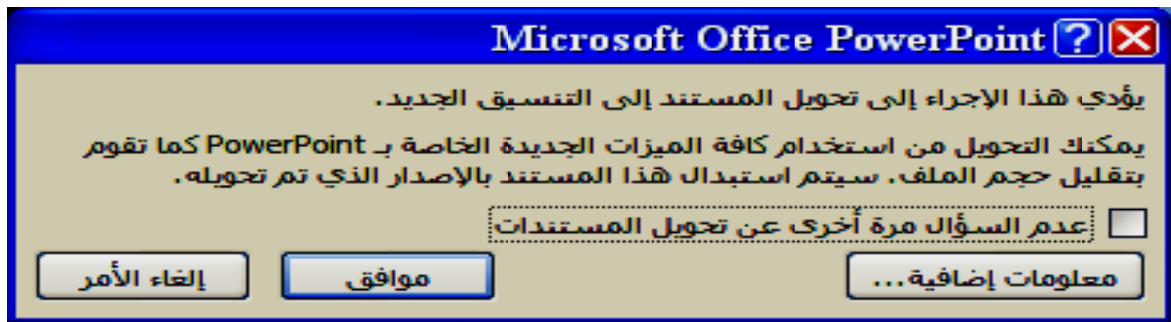 Microsoft Office PowerPoint
يؤدي هذا الإجراء إلى تحويل المستند إلى التنسيق الجديد.
يمكنك التحويل من استخدام كافة الميزات الجديدة الخاصة بـ PowerPoint كما تقوم
بتقليل حجم الملف. سيتم استبدال هذا المستند بالإصدار الذي تم تحويله.
عدم السؤال مرة أخرى عن تحويل المستندات
معلومات إضافية...
موافق
إلغاء الأمر